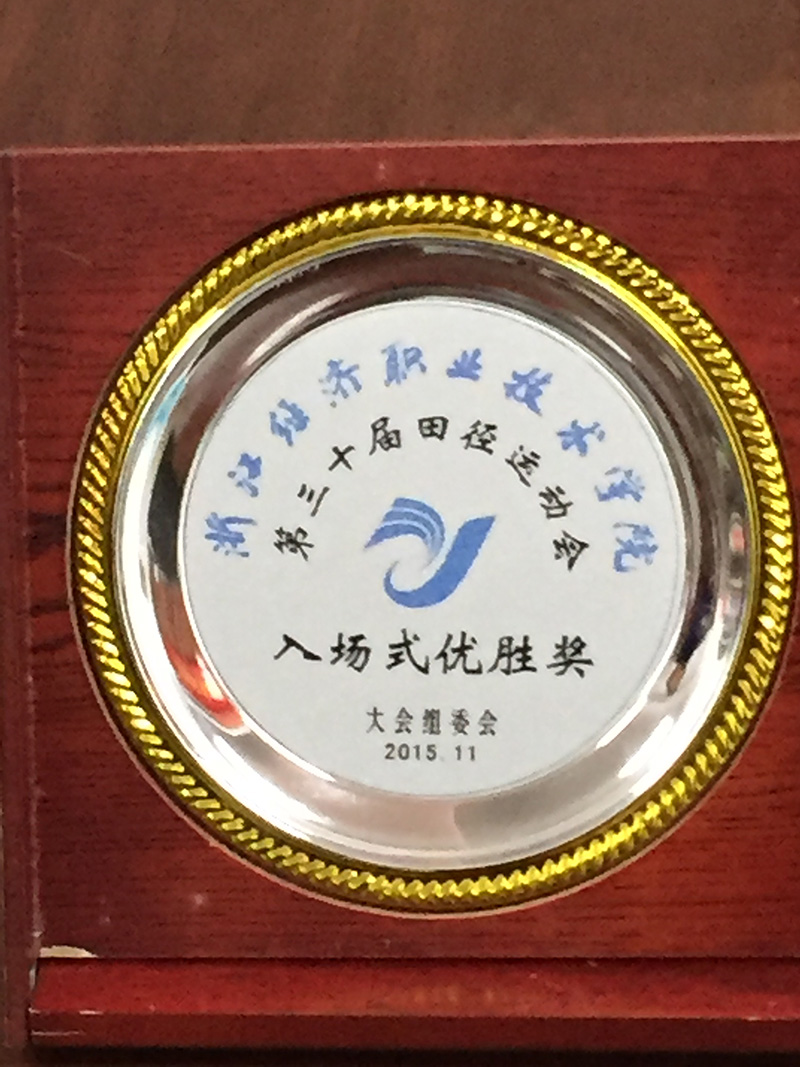 浙江经济职业技术学院
第三十届田径运动会
入场式优胜奖
大会组委会
2015.11